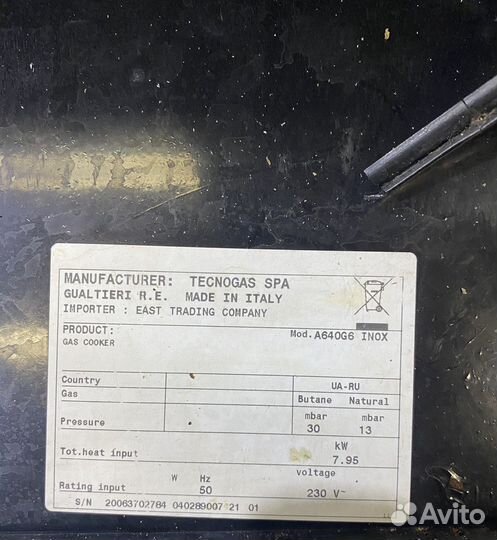 MANUFACTURER: TECNOGAS SPA
GUALTIERI R.E. MADE IN ITALY
IMPORTER : EAST TRADING COMPANY
PRODUCT: Mod. A640G6 INOX
GAS COOKER
Country UA-RU
Gas Butane Natural
mbar mbar
Pressure 30 13
kW
Tot.heat input 7.95
W Hz voltage
Rating input 50 230 V~
S/N 20063702784 040289007 21 01
Avito